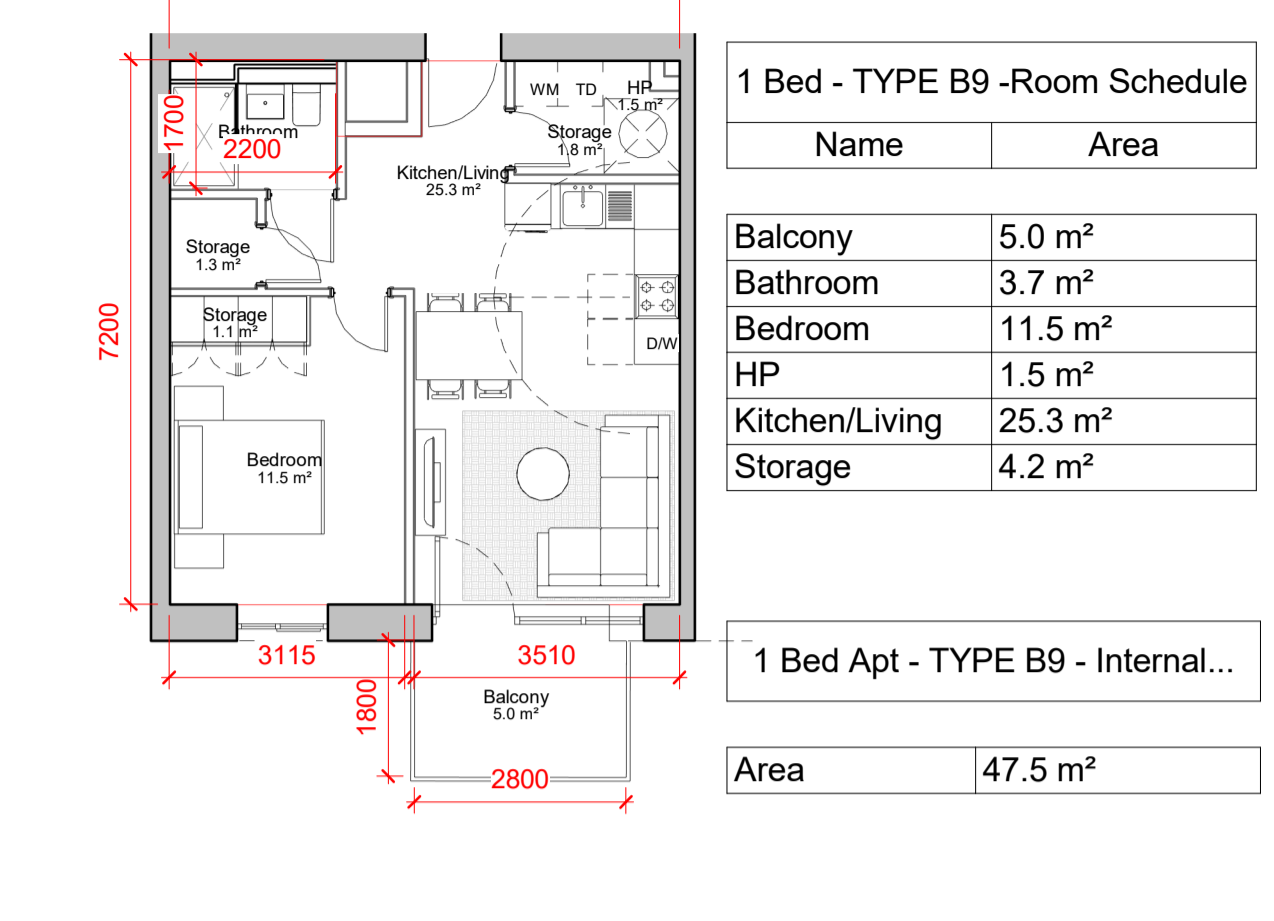 WM TD HP
1.5 m²
1700
Bathroom
2200
Storage
1.8 m²
Kitchen/Living
25.3 m²
Storage
1.3 m²
Storage
1.1 m²
7200
D/W
Bedroom
11.5 m²
3115
3510
1800
Balcony
5.0 m²
2800
1 Bed - TYPE B9 -Room Schedule
Name Area
Balcony 5.0 m²
Bathroom 3.7 m²
Bedroom 11.5 m²
HP 1.5 m²
Kitchen/Living 25.3 m²
Storage 4.2 m²
1 Bed Apt - TYPE B9 - Internal...
Area 47.5 m²